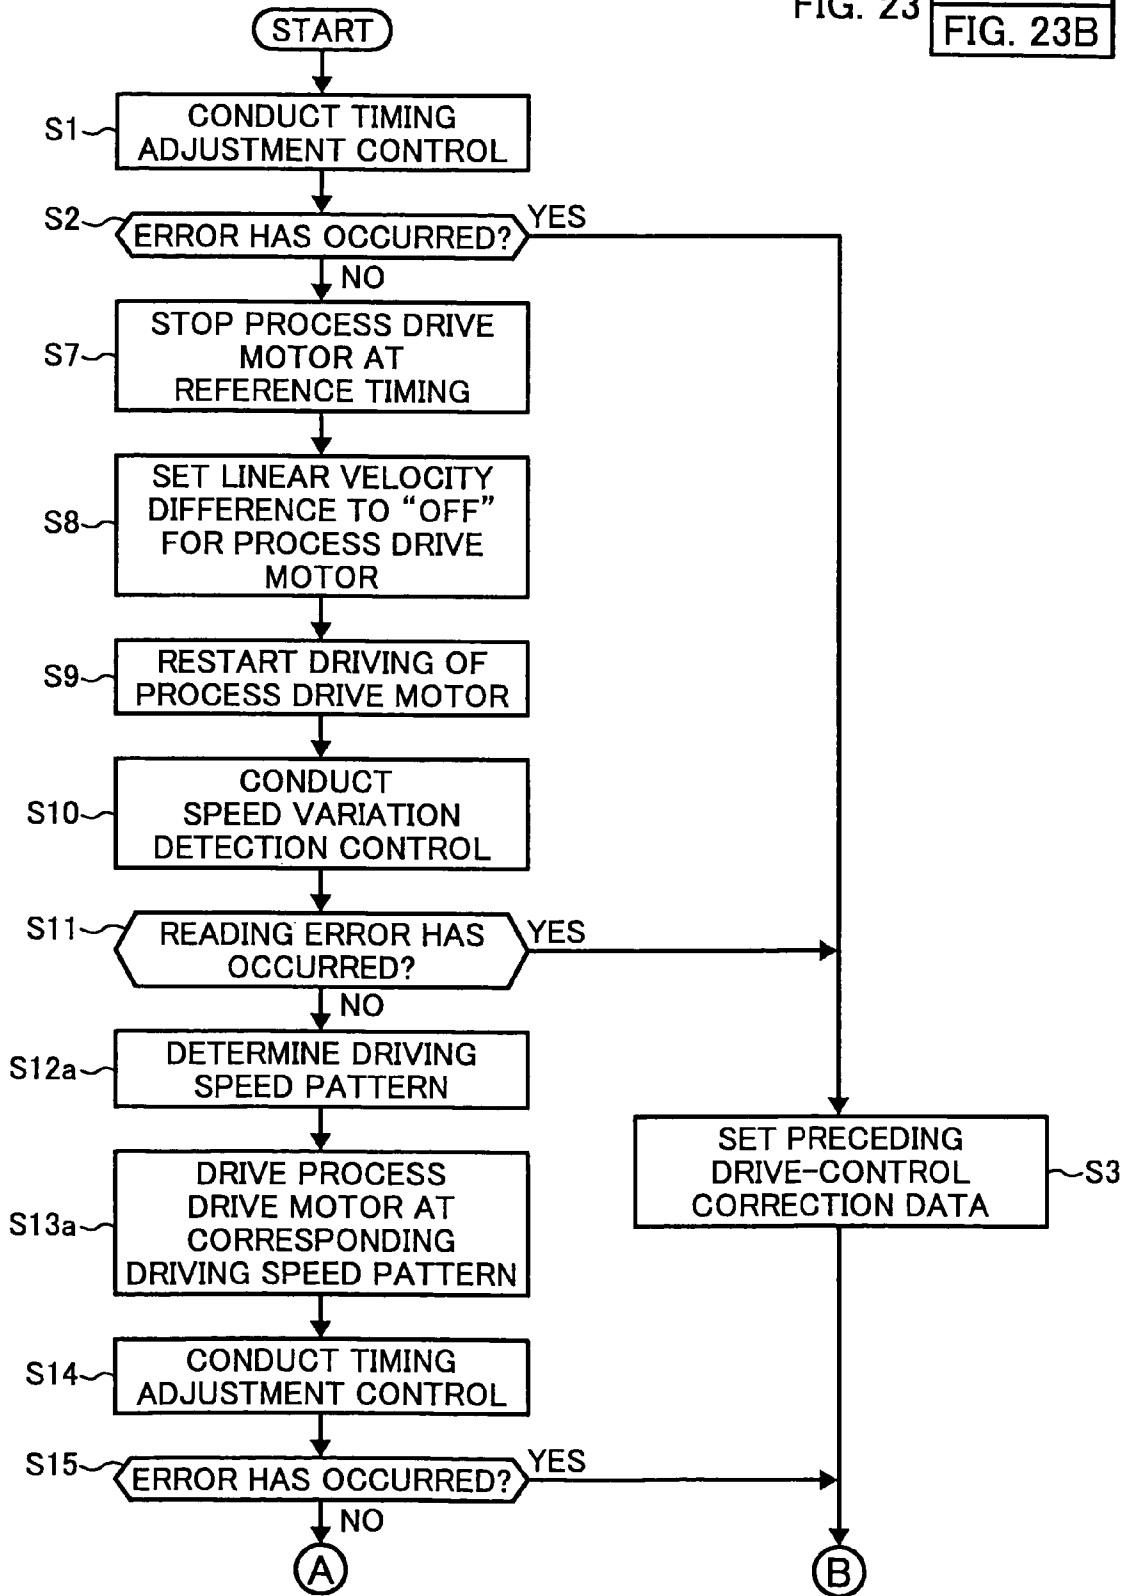 FIG. 23
FIG. 23B
START
S1
CONDUCT TIMING
ADJUSTMENT CONTROL
S2
ERROR HAS OCCURRED?
YES
NO
S7
STOP PROCESS DRIVE
MOTOR AT
REFERENCE TIMING
S8
SET LINEAR VELOCITY
DIFFERENCE TO “OFF”
FOR PROCESS DRIVE
MOTOR
S9
RESTART DRIVING OF
PROCESS DRIVE MOTOR
S10
CONDUCT
SPEED VARIATION
DETECTION CONTROL
S11
READING ERROR HAS
OCCURRED?
YES
NO
S12a
DETERMINE DRIVING
SPEED PATTERN
S13a
DRIVE PROCESS
DRIVE MOTOR AT
CORRESPONDING
DRIVING SPEED PATTERN
SET PRECEDING
DRIVE-CONTROL
CORRECTION DATA
S3
S14
CONDUCT TIMING
ADJUSTMENT CONTROL
S15
ERROR HAS OCCURRED?
YES
NO
A
B